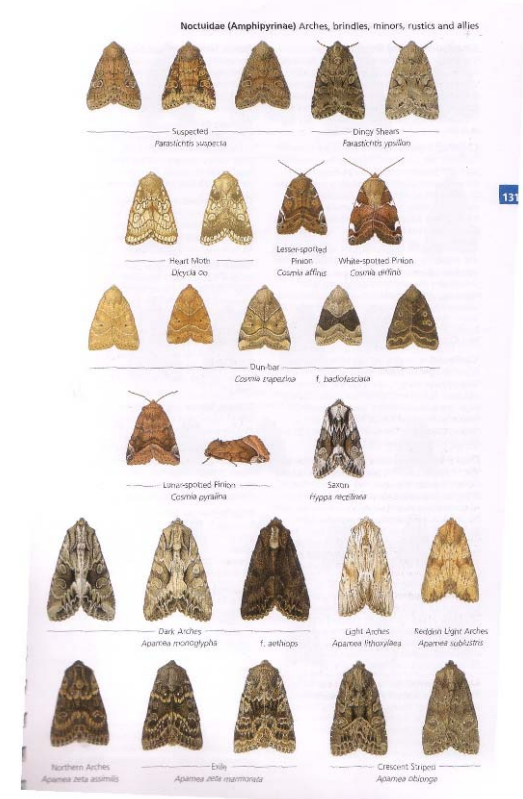 Noctuidae (Amphipyrinae) Arches, brindles, minors, rustics and allies
Suspected
Parastichtis suspecta
Dingy Shears
Parastichtis ypsillon
131
Heart Moth
Dicycla oo
Lesser-spotted
Pinion
Cosmia affinis
White-spotted Pinion
Cosmia diffinis
Dun-bar
Cosmia trapezina
f. badiofasciata
Lunar-spotted Pinion
Cosmia pyralina
Saxon
Hyppa rectilinea
Dark Arches
Apamea monoglypha
f. aethiops
Light Arches
Apamea lithoxylaea
Reddish Light Arches
Apamea sublustris
Northern Arches
Apamea zeta assimilis
Exile
Apamea zeta marmorata
Crescent Striped
Apamea oblonga